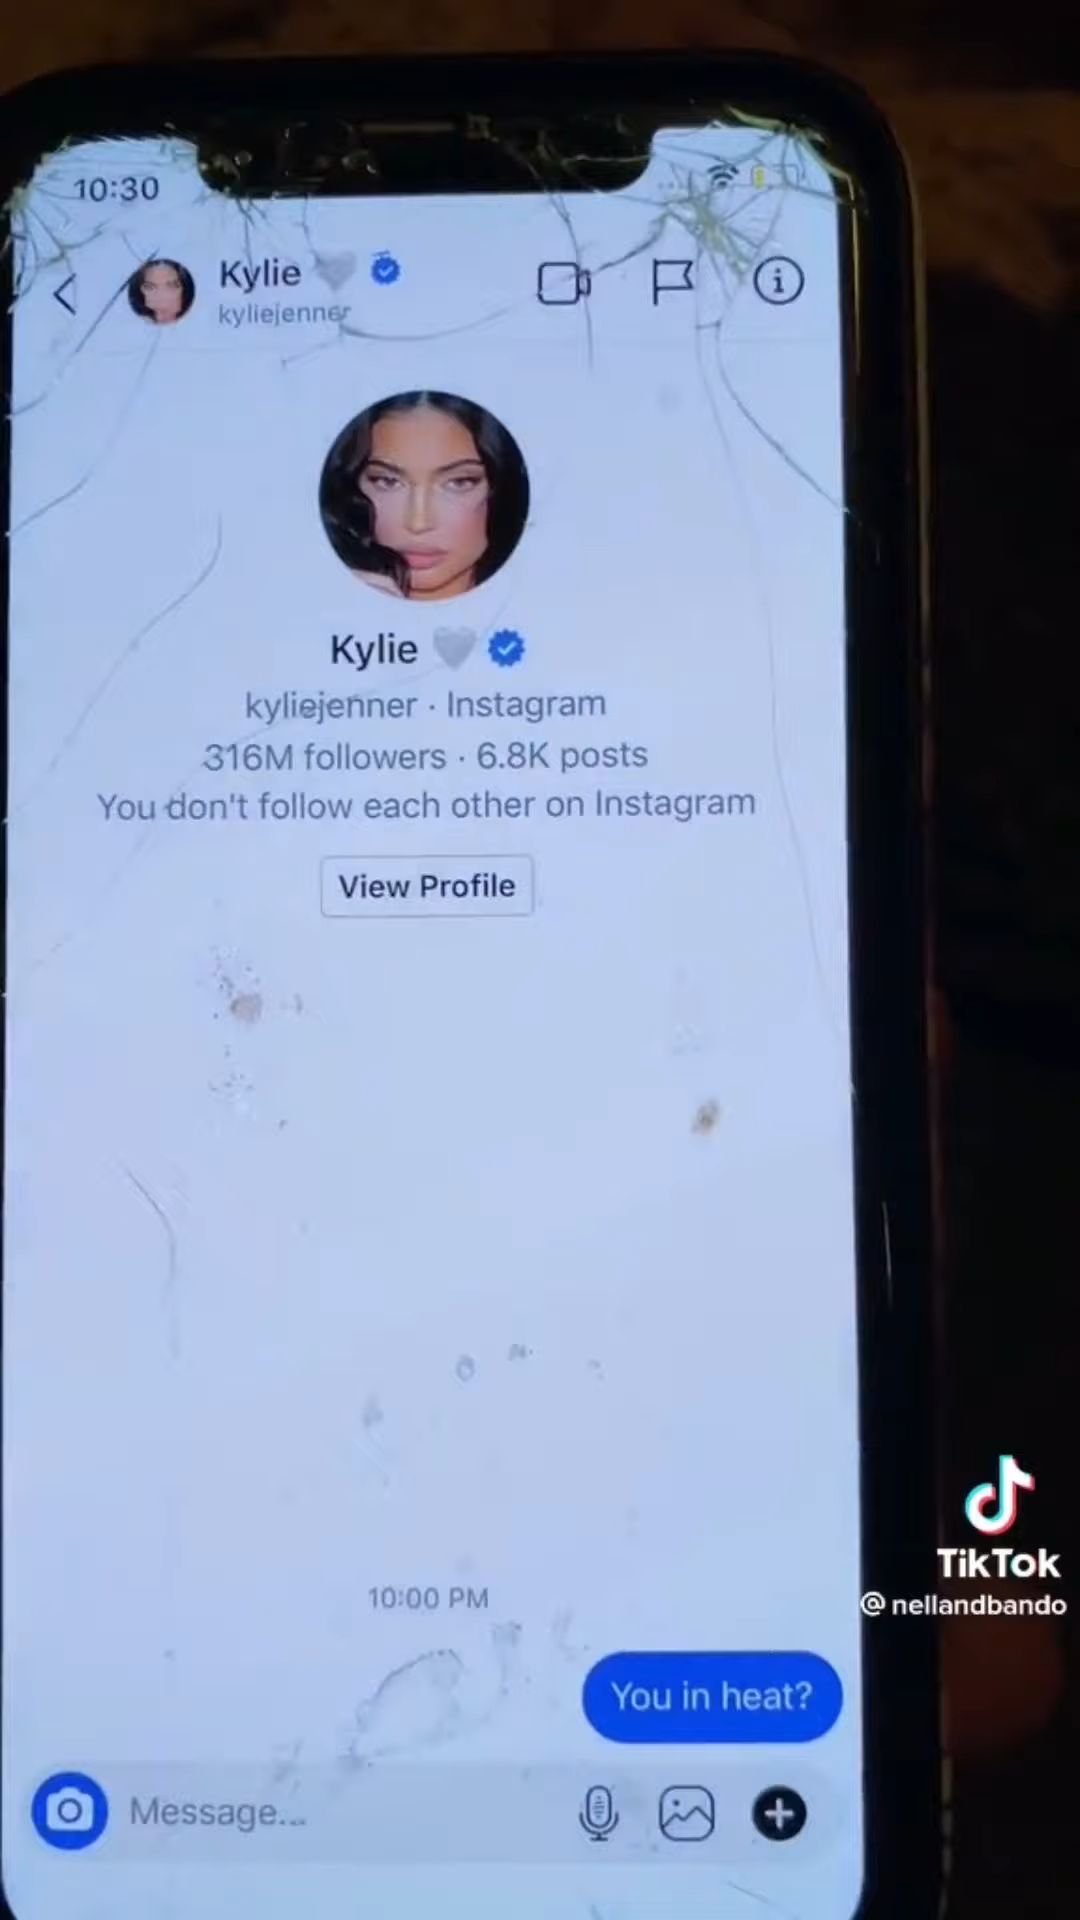 10:30
Kylie 🤍
kyliejenner
Kylie 🤍
kyliejenner · Instagram
316M followers · 6.8K posts
You don't follow each other on Instagram
View Profile
10:00 PM
You in heat?
Message...
TikTok
@nellandbando